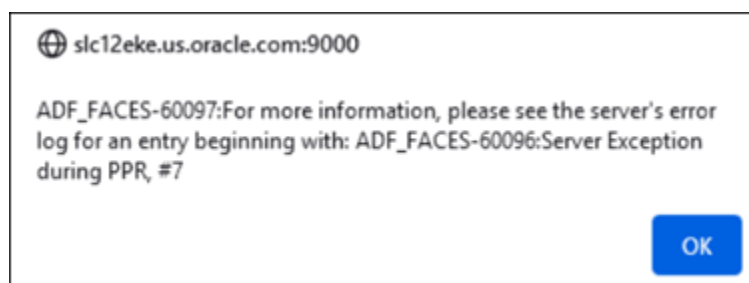 slc12eke.us.oracle.com:9000
ADF_FACES-60097:For more information, please see the server's error
log for an entry beginning with: ADF_FACES-60096:Server Exception
during PPR, #7
OK